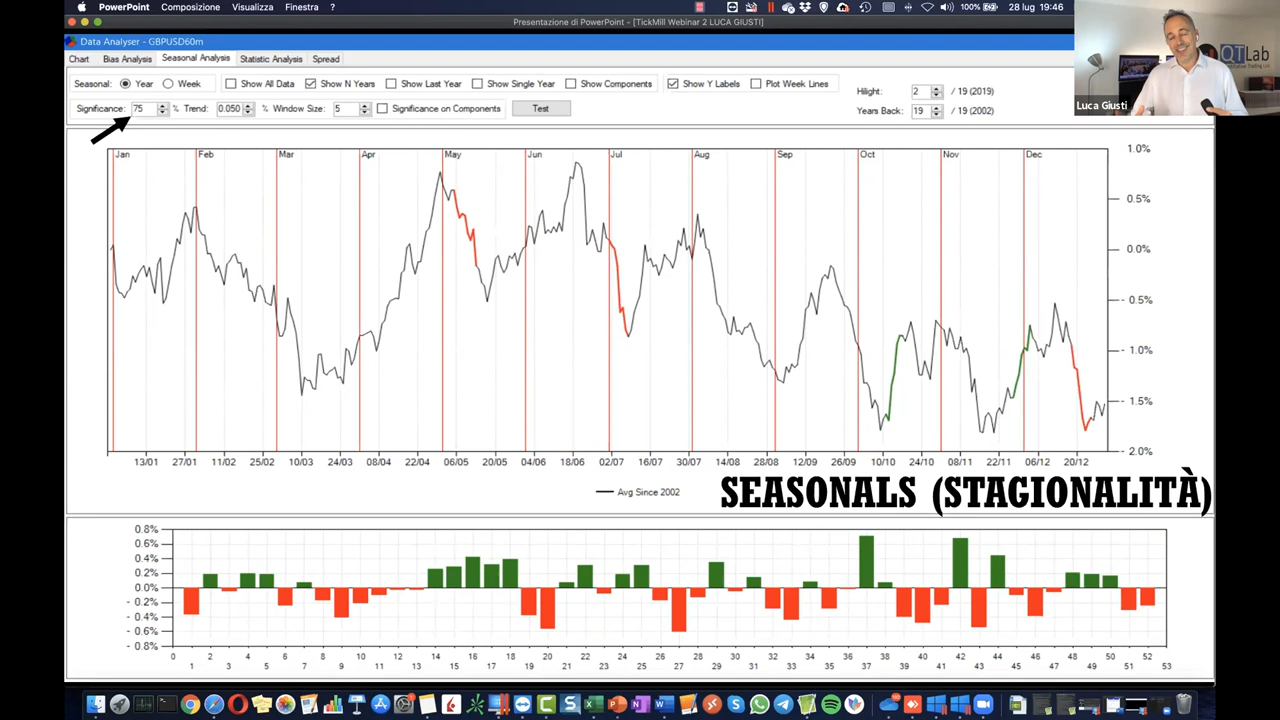 PowerPoint Composizione Visualizza Finestra ? 100% 28 lug 19:46
Presentazione di PowerPoint - [TickMill Webinar 2 LUCA GIUSTI]
Data Analyser - GBPUSD60m
Chart Bias Analysis Seasonal Analysis Statistic Analysis Spread
Seasonal: Year Week Show All Data Show N Years Show Last Year Show Single Year Show Components Show Y Labels Plot Week Lines
Hilight: 2 / 19 (2019)
Significance: 75 % Trend: 0.050 % Window Size: 5 Significance on Components Test
Years Back: 19 / 19 (2002)
QTLab
Luca Giusti
Jan Feb Mar Apr May Jun Jul Aug Sep Oct Nov Dec
1.0%
0.5%
0.0%
- 0.5%
- 1.0%
- 1.5%
- 2.0%
13/01 27/01 11/02 25/02 10/03 24/03 08/04 22/04 06/05 20/05 04/06 18/06 02/07 16/07 30/07 14/08 28/08 12/09 26/09 10/10 24/10 08/11 22/11 06/12 20/12
Avg Since 2002
SEASONALS (STAGIONALITÀ)
0.8%
0.6%
0.4%
0.2%
0.0%
- 0.2%
- 0.4%
- 0.6%
- 0.8%
0 2 4 6 8 10 12 14 16 18 20 22 24 26 28 30 32 34 36 38 40 42 44 46 48 50 52
1 3 5 7 9 11 13 15 17 19 21 23 25 27 29 31 33 35 37 39 41 43 45 47 49 51 53